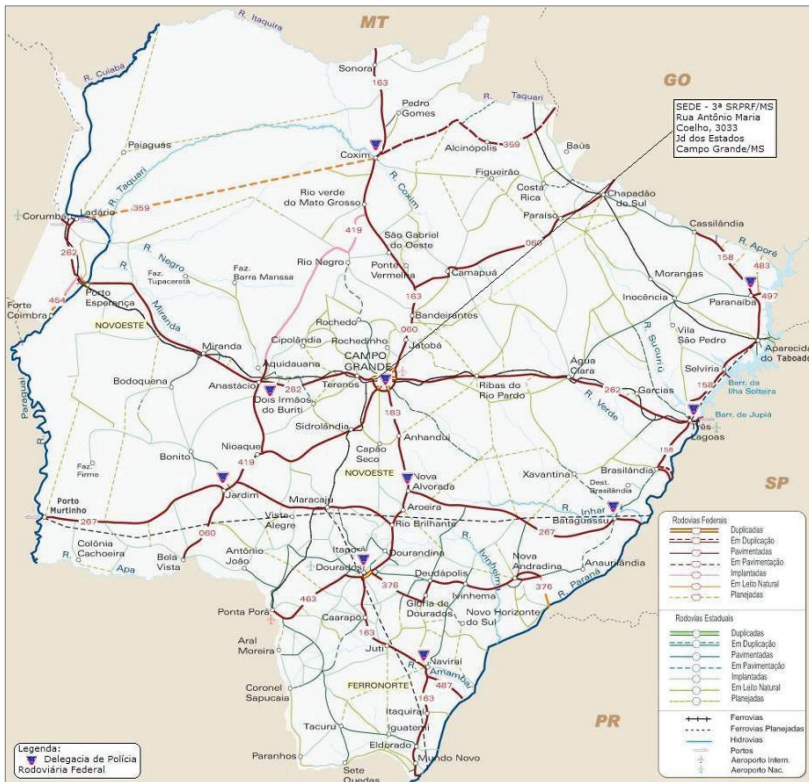 MT
R. Itaquira
R. Cuiabá
Sonora
163
GO
Pedro
Gomes
R. Taquari
SEDE - 3ª SRPRF/MS
Rua Antônio Maria
Coelho, 3033
Jd dos Estados
Campo Grande/MS
Paiaguas
Coxim
Alcinópolis
359
Baús
R. Taquari
R. Coxim
Figueirão
Costa
Rica
Chapadão
do Sul
Rio verde
do Mato Grosso
Corumbá
Ladário
359
419
Paraíso
Cassilândia
São Gabriel
do Oeste
060
R. Aporé
262
R. Negro
Rio Negro
Ponte
Vermelha
Camapuã
158
483
Faz.
Tupaceretã
Faz.
Barra Mansa
Morangas
454
Porto
Esperança
163
Inocência
Paranaíba
497
Forte
Coimbra
R. Miranda
Bandeirantes
NOVOESTE
Rochedo
060
R. Sucuriú
Vila
São Pedro
Cipolândia
Rochedinho
Jatobá
Miranda
Aquidauana
CAMPO
GRANDE
Aparecida
do Taboado
Água
Clara
Selvíria
Bodoquena
Anastácio
262
Terenos
Ribas do
Rio Pardo
262
Garcias
158
Barr. da
Ilha Solteira
Dois Irmãos
do Buriti
R. Verde
Barr. de Jupiá
R. Paraguai
Sidrolândia
163
Três
Lagoas
Nioaque
Anhanduí
Bonito
419
Capão
Seco
158
Faz.
Firme
NOVOESTE
Nova
Alvorada
Xavantina
Brasilândia
SP
Jardim
Dest.
Brasilândia
Porto
Murtinho
Maracaju
Aroeira
R. Inhar
Vista
Alegre
Rio Brilhante
Bataguassu
267
060
267
Colônia
Cachoeira
Antônio
João
Itaporã
Dourandina
R. Ivinheima
Nova
Andradina
Anaurilândia
R. Apa
Bela
Vista
Dourados
376
Deudápolis
376
R. Paraná
463
Glória de
Dourados
Ivinhema
Novo Horizonte
do Sul
Ponta Porã
Caarapó
163
Aral
Moreira
Juti
Naviraí
R. Amambaí
487
FERRONORTE
Coronel
Sapucaia
163
Itaquiraí
Tacuru
Iguatemi
PR
Eldorado
Paranhos
Mundo Novo
Sete
Quedas
Legenda:
Delegacia de Polícia
Rodoviária Federal
Rodovias Federais
Duplicadas
Em Duplicação
Pavimentadas
Em Pavimentação
Implantadas
Em Leito Natural
Planejadas
Rodovias Estaduais
Duplicadas
Em Duplicação
Pavimentadas
Em Pavimentação
Implantadas
Em Leito Natural
Planejadas
Ferrovias
Ferrovias Planejadas
Hidrovias
Portos
Aeroporto Intern.
Aeroporto Nac.